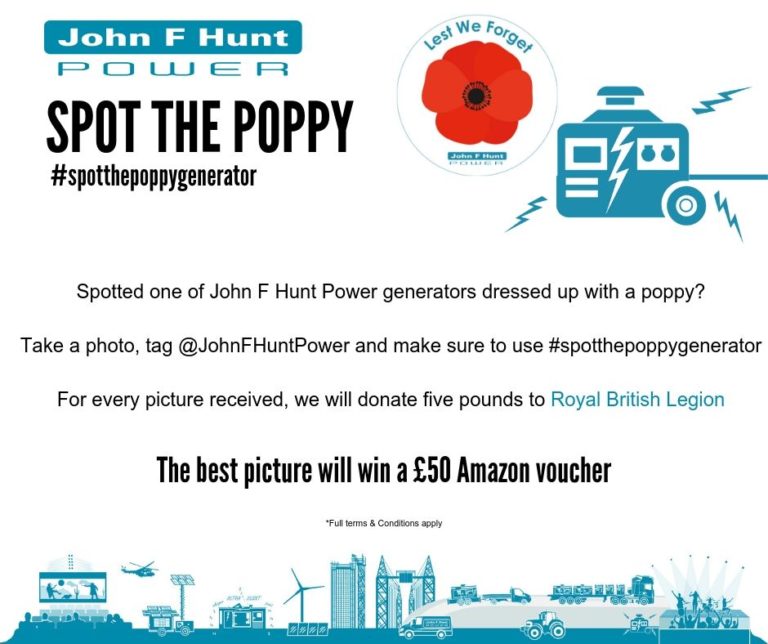 John F Hunt
POWER
Lest We Forget
John F Hunt
POWER
SPOT THE POPPY
#spotthepoppygenerator
Spotted one of John F Hunt Power generators dressed up with a poppy?
Take a photo, tag @JohnFHuntPower and make sure to use #spotthepoppygenerator
For every picture received, we will donate five pounds to Royal British Legion
The best picture will win a £50 Amazon voucher
*Full terms & Conditions apply